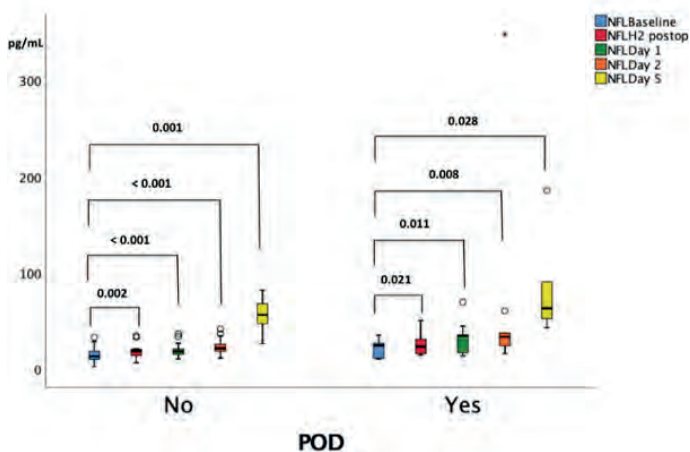 pg/mL
300
200
100
0
0.001
< 0.001
< 0.001
0.002
0.028
0.008
0.011
0.021
No
Yes
POD
NFLBaseline
NFLH2 postop
NFLDay 1
NFLDay 2
NFLDay 5